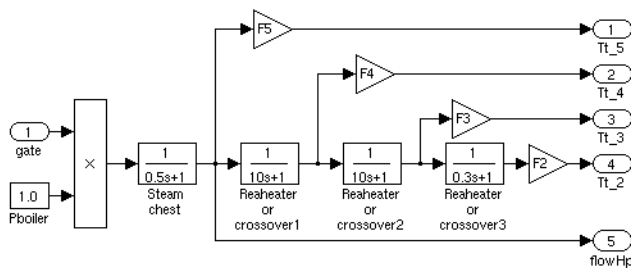 F5
1
Tt_5
F4
2
Tt_4
1
gate
×
F3
3
Tt_3
1
0.5s+1
1
10s+1
1
10s+1
1
0.3s+1
F2
4
Tt_2
1.0
Pboiler
Steam
chest
Reaheater
or
crossover1
Reaheater
or
crossover2
Reaheater
or
crossover3
5
flowHp